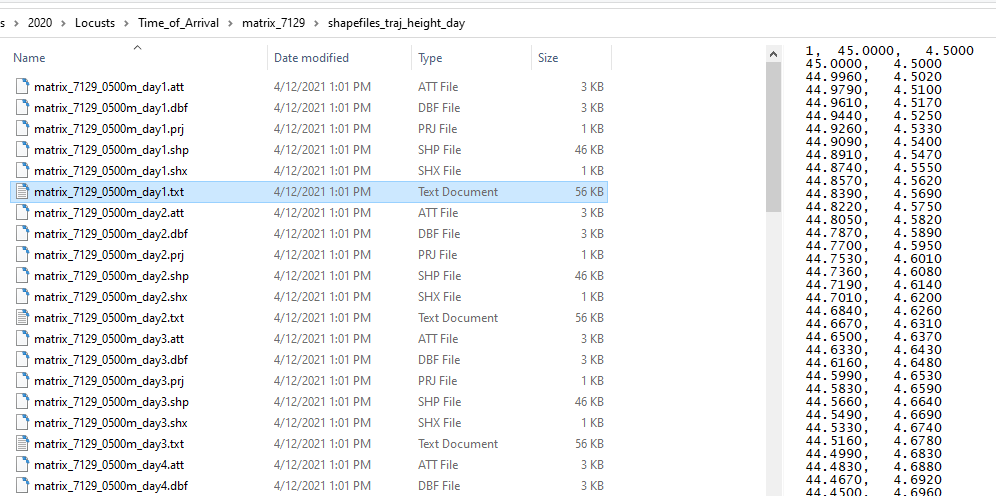 s > 2020 > Locusts > Time_of_Arrival > matrix_7129 > shapefiles_traj_height_day
Name Date modified Type Size
matrix_7129_0500m_day1.att 4/12/2021 1:01 PM ATT File 3 KB
matrix_7129_0500m_day1.dbf 4/12/2021 1:01 PM DBF File 3 KB
matrix_7129_0500m_day1.prj 4/12/2021 1:01 PM PRJ File 1 KB
matrix_7129_0500m_day1.shp 4/12/2021 1:01 PM SHP File 46 KB
matrix_7129_0500m_day1.shx 4/12/2021 1:01 PM SHX File 1 KB
matrix_7129_0500m_day1.txt 4/12/2021 1:01 PM Text Document 56 KB
matrix_7129_0500m_day2.att 4/12/2021 1:01 PM ATT File 3 KB
matrix_7129_0500m_day2.dbf 4/12/2021 1:01 PM DBF File 3 KB
matrix_7129_0500m_day2.prj 4/12/2021 1:01 PM PRJ File 1 KB
matrix_7129_0500m_day2.shp 4/12/2021 1:01 PM SHP File 46 KB
matrix_7129_0500m_day2.shx 4/12/2021 1:01 PM SHX File 1 KB
matrix_7129_0500m_day2.txt 4/12/2021 1:01 PM Text Document 56 KB
matrix_7129_0500m_day3.att 4/12/2021 1:01 PM ATT File 3 KB
matrix_7129_0500m_day3.dbf 4/12/2021 1:01 PM DBF File 3 KB
matrix_7129_0500m_day3.prj 4/12/2021 1:01 PM PRJ File 1 KB
matrix_7129_0500m_day3.shp 4/12/2021 1:01 PM SHP File 46 KB
matrix_7129_0500m_day3.shx 4/12/2021 1:01 PM SHX File 1 KB
matrix_7129_0500m_day3.txt 4/12/2021 1:01 PM Text Document 56 KB
matrix_7129_0500m_day4.att 4/12/2021 1:01 PM ATT File 3 KB
matrix_7129_0500m_day4.dbf 4/12/2021 1:01 PM DBF File 3 KB
1, 45.0000, 4.5000
45.0000, 4.5000
44.9960, 4.5020
44.9790, 4.5100
44.9610, 4.5170
44.9440, 4.5250
44.9260, 4.5330
44.9090, 4.5400
44.8910, 4.5470
44.8740, 4.5550
44.8570, 4.5620
44.8390, 4.5690
44.8220, 4.5750
44.8050, 4.5820
44.7870, 4.5890
44.7700, 4.5950
44.7530, 4.6010
44.7360, 4.6080
44.7190, 4.6140
44.7010, 4.6200
44.6840, 4.6260
44.6670, 4.6310
44.6500, 4.6370
44.6330, 4.6430
44.6160, 4.6480
44.5990, 4.6530
44.5830, 4.6590
44.5660, 4.6640
44.5490, 4.6690
44.5330, 4.6740
44.5160, 4.6780
44.4990, 4.6830
44.4830, 4.6880
44.4670, 4.6920
44.4500, 4.6960